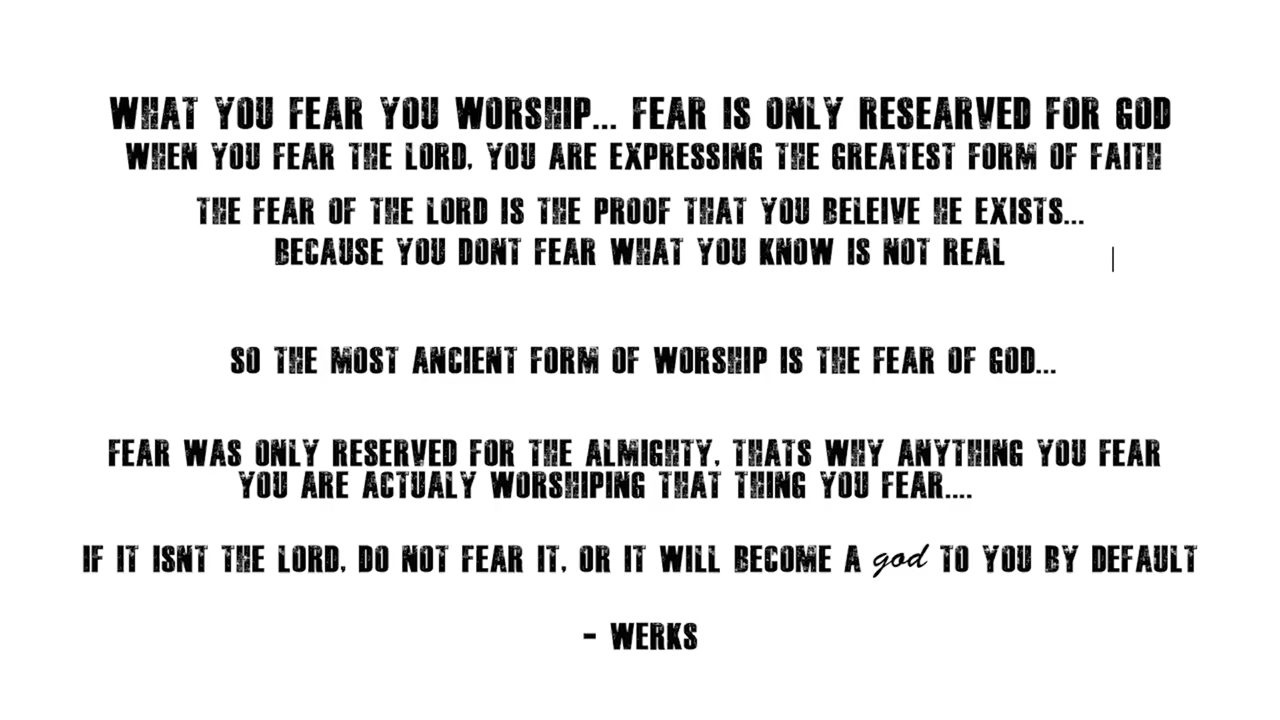 WHAT YOU FEAR YOU WORSHIP... FEAR IS ONLY RESEARVED FOR GOD
WHEN YOU FEAR THE LORD, YOU ARE EXPRESSING THE GREATEST FORM OF FAITH
THE FEAR OF THE LORD IS THE PROOF THAT YOU BELEIVE HE EXISTS...
BECAUSE YOU DONT FEAR WHAT YOU KNOW IS NOT REAL
SO THE MOST ANCIENT FORM OF WORSHIP IS THE FEAR OF GOD...
FEAR WAS ONLY RESERVED FOR THE ALMIGHTY, THATS WHY ANYTHING YOU FEAR
YOU ARE ACTUALY WORSHIPING THAT THING YOU FEAR....
IF IT ISNT THE LORD, DO NOT FEAR IT, OR IT WILL BECOME A god TO YOU BY DEFAULT
- WERKS